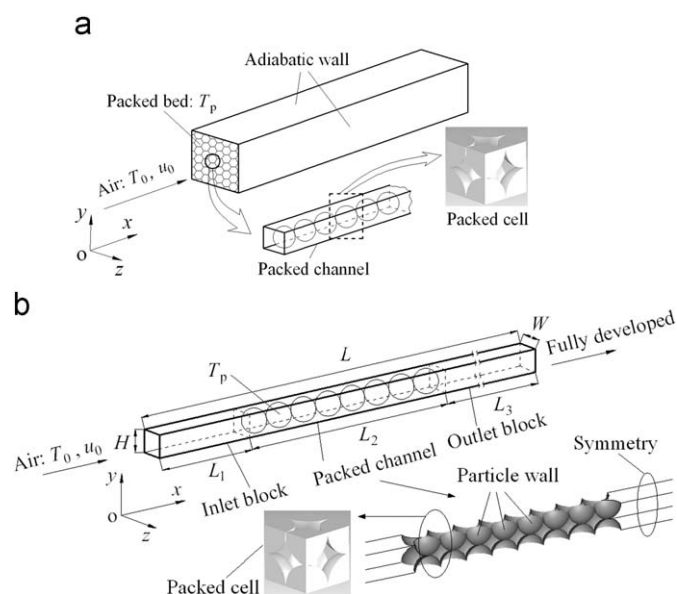 a
Adiabatic wall
Packed bed: Tp
Air: T0, u0
y
x
o
z
Packed channel
Packed cell
b
W
Fully developed
L
Tp
H
L3
L2
Outlet block
Symmetry
Air: T0, u0
L1
Packed channel
Particle wall
Inlet block
y
x
o
z
Packed cell